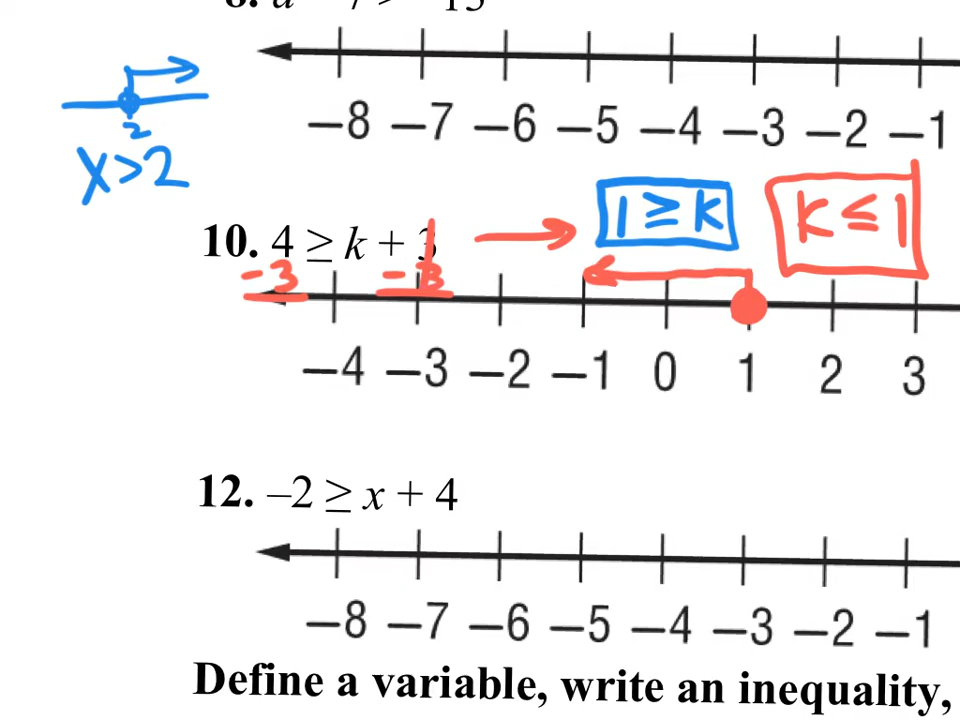 −8 −7 −6 −5 −4 −3 −2 −1
2
x>2
10. 4 ≥ k + 3
1 ≥ k
k ≤ 1
-3 -3
−4 −3 −2 −1 0 1 2 3
12. –2 ≥ x + 4
−8 −7 −6 −5 −4 −3 −2 −1
Define a variable, write an inequality,